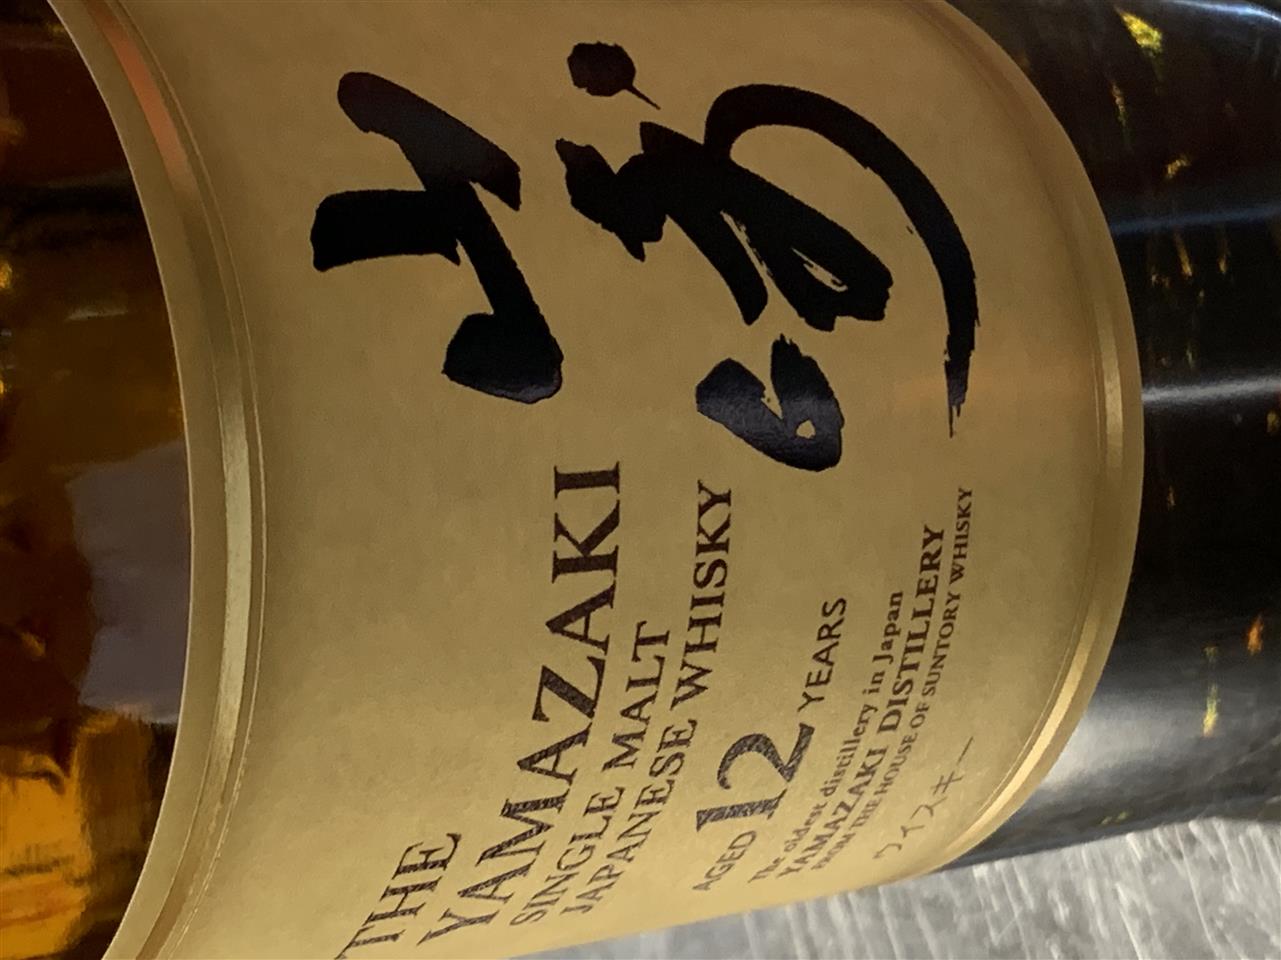 山崎
THE
YAMAZAKI
SINGLE MALT
JAPANESE WHISKY
AGED 12 YEARS
The oldest distillery in Japan
YAMAZAKI DISTILLERY
FROM THE HOUSE OF SUNTORY WHISKY
ウイスキー